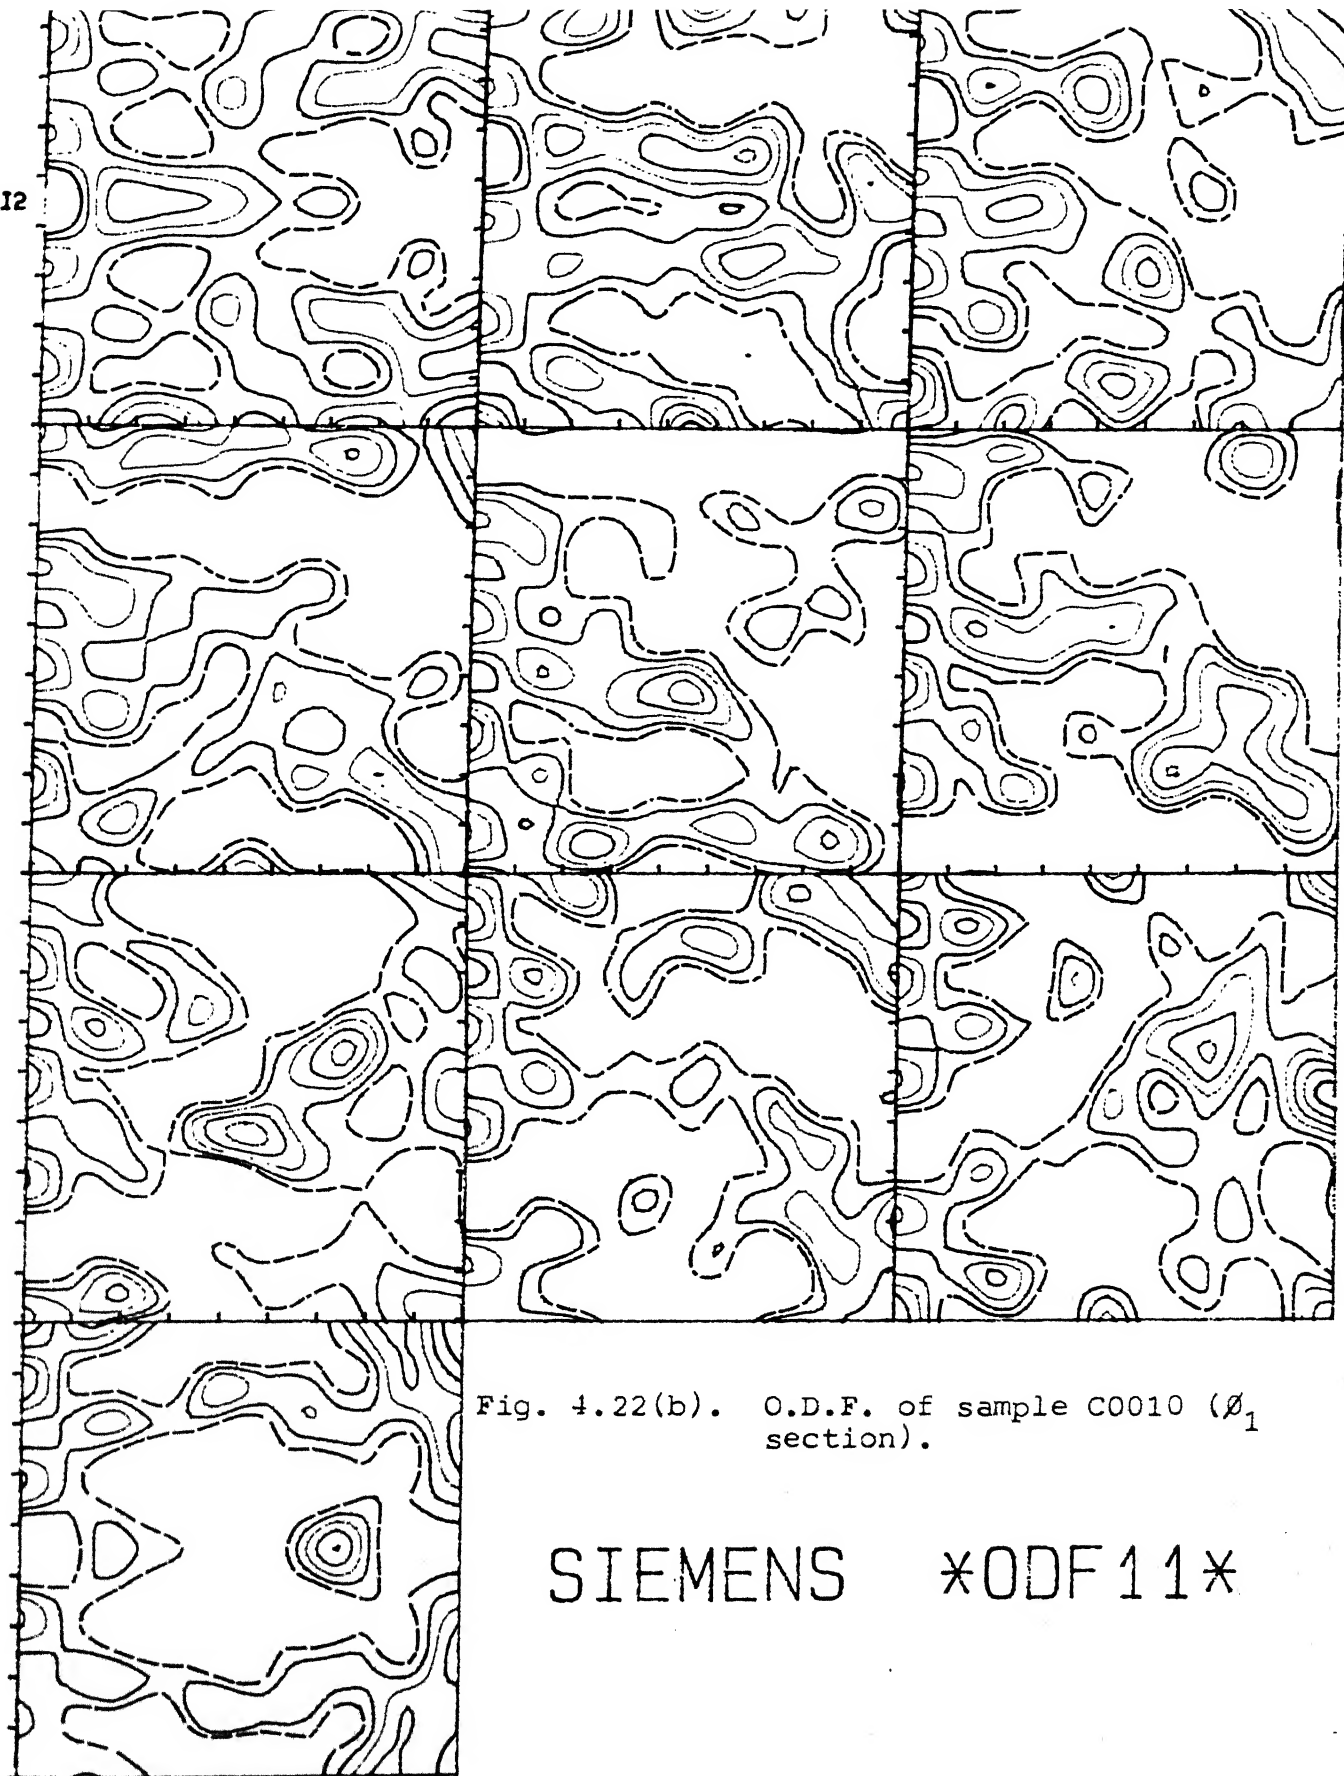 I2
Fig. 4.22(b). O.D.F. of sample C0010 (Ø1
section).
SIEMENS *ODF11*